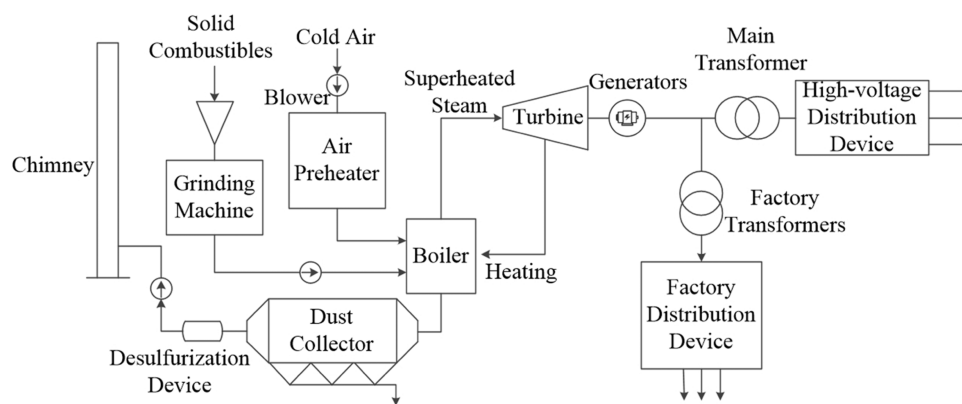 Solid
Combustibles
Cold Air
Blower
Superheated
Steam
Generators
Main
Transformer
Turbine
High-voltage
Distribution
Device
Chimney
Grinding
Machine
Air
Preheater
Factory
Transformers
Boiler
Heating
Dust
Collector
Factory
Distribution
Device
Desulfurization
Device